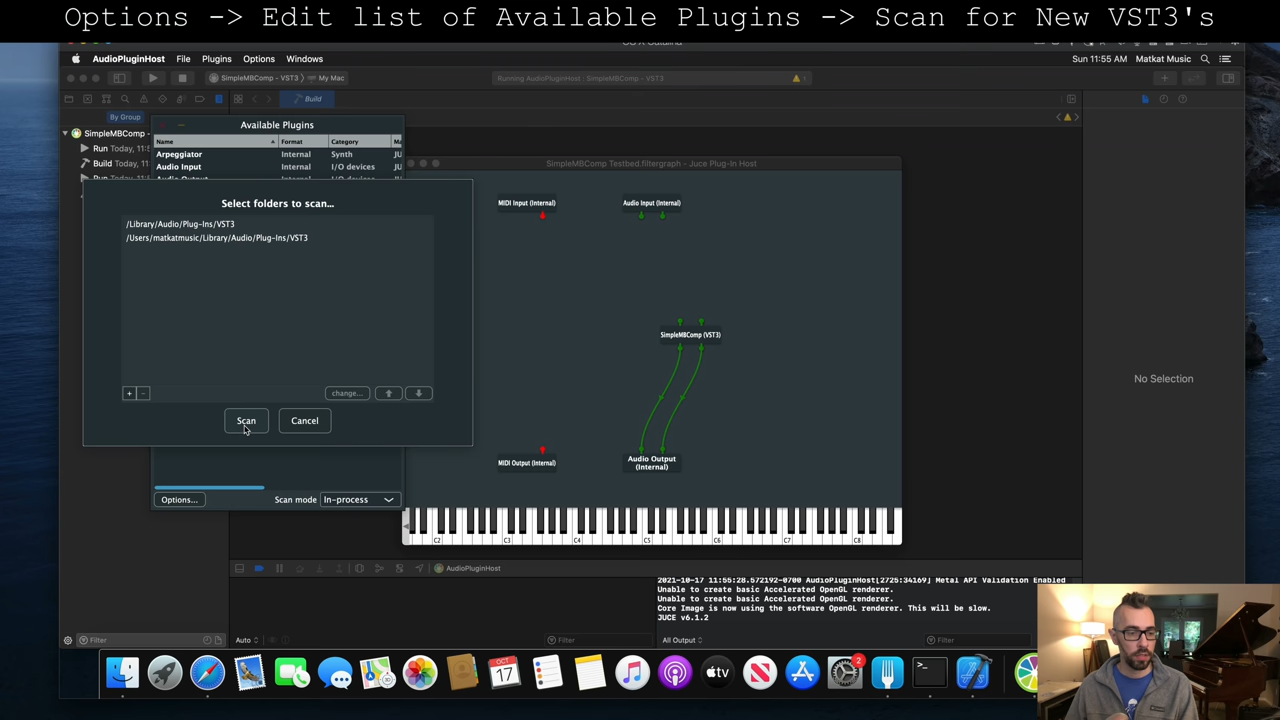 Options -> Edit list of Available Plugins -> Scan for New VST3's
AudioPluginHost File Plugins Options Windows
Sun 11:55 AM Matkat Music
SimpleMBComp - VST3 My Mac
Running AudioPluginHost : SimpleMBComp - VST3
Build
By Group
SimpleMBComp -
Run Today, 11:5
Build Today, 11:5
Available Plugins
Name Format Category
Arpeggiator Internal Synth JU
Audio Input Internal I/O devices JU
Select folders to scan...
/Library/Audio/Plug-Ins/VST3
/Users/matkatmusic/Library/Audio/Plug-Ins/VST3
+ - change...
Scan Cancel
Options... Scan mode In-process
SimpleMBComp Testbed.filtergraph - Juce Plug-In Host
MIDI Input (Internal) Audio Input (Internal)
SimpleMBComp (VST3)
MIDI Output (Internal)
Audio Output
(Internal)
C2 C3 C4 C5 C6 C7 C8
No Selection
AudioPluginHost
2021-10-17 11:55:28.572192-0700 AudioPluginHost[2725:34169] Metal API Validation Enabled
Unable to create basic Accelerated OpenGL renderer.
Unable to create basic Accelerated OpenGL renderer.
Core Image is now using the software OpenGL renderer. This will be slow.
JUCE v6.1.2
Filter Auto Filter All Output Filter
OCT
17
tv
2